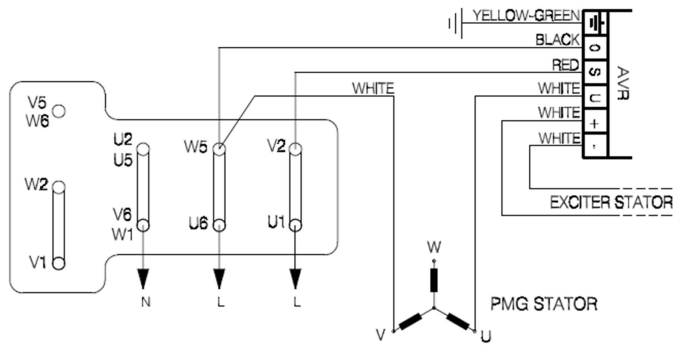 YELLOW-GREEN
BLACK
0
RED
S
AVR
WHITE
WHITE
U
WHITE
+
WHITE
-
V5
W6
U2
U5
W5
V2
W2
V6
W1
U6
U1
V1
EXCITER STATOR
N
L
L
W
PMG STATOR
V
U